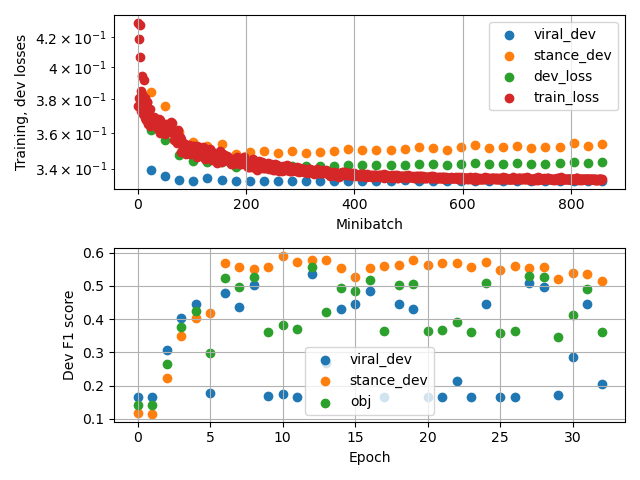 4.2 × 10⁻¹
4 × 10⁻¹
3.8 × 10⁻¹
3.6 × 10⁻¹
3.4 × 10⁻¹
Training, dev losses
viral_dev
stance_dev
dev_loss
train_loss
0 200 400 600 800
Minibatch
0.6
0.5
0.4
0.3
0.2
0.1
Dev F1 score
viral_dev
stance_dev
obj
0 5 10 15 20 25 30
Epoch